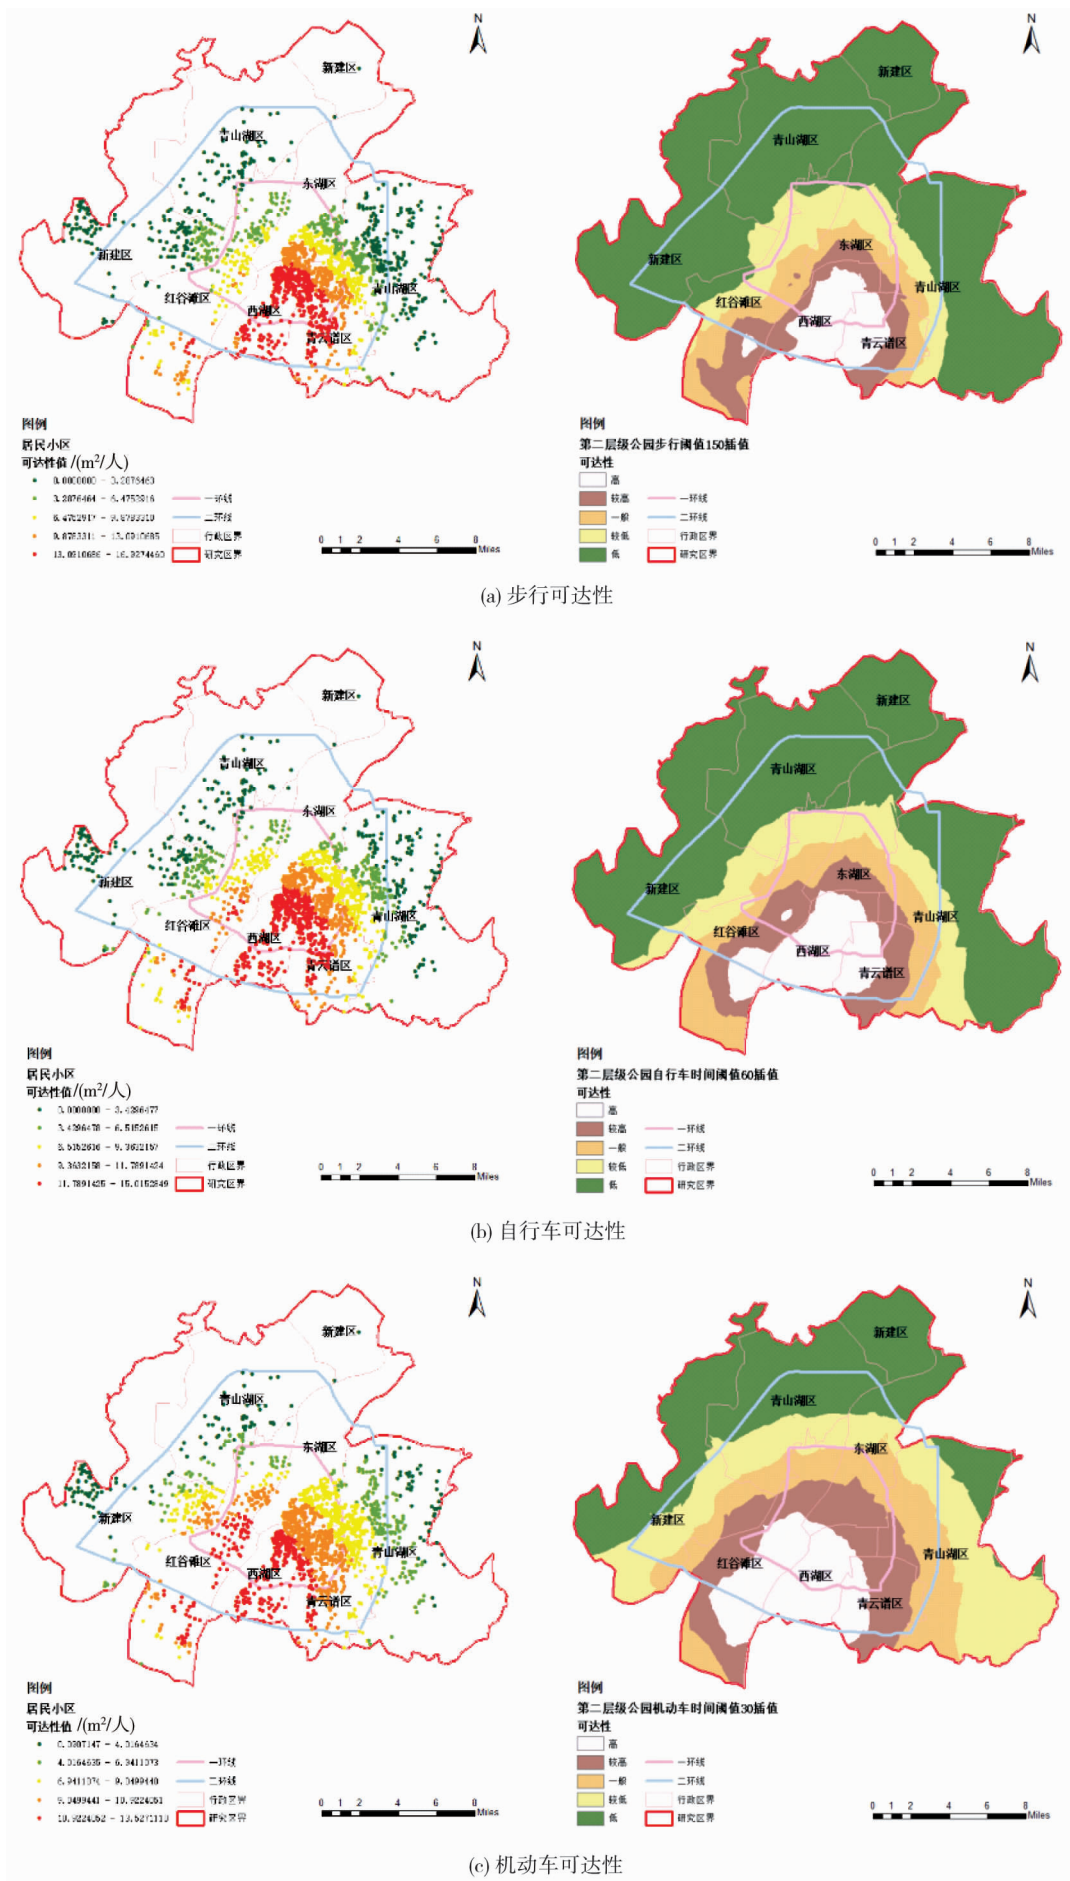 N
新建区
青山湖区
东湖区
新建区
红谷滩区
青山湖区
西湖区
青云谱区
图例
居民小区
可达性值/(m²/人)
一环线
二环线
行政区界
研究区界
0 1 2 4 6 8
Miles
N
新建区
青山湖区
东湖区
新建区
青山湖区
红谷滩区
西湖区
青云谱区
图例
第二层级公园步行阈值150插值
可达性
高
较高 一环线
一般 二环线
较低 行政区界
低 研究区界
0 1 2 4 6 8
Miles
(a) 步行可达性
N
新建区
青山湖区
东湖区
新建区
红谷滩区
青山湖区
西湖区
青云谱区
图例
居民小区
可达性值/(m²/人)
一环线
二环线
行政区界
研究区界
0 1 2 4 6 8
Miles
N
新建区
青山湖区
东湖区
新建区
青山湖区
红谷滩区
西湖区
青云谱区
图例
第二层级公园自行车时间阈值60插值
可达性
高
较高 一环线
一般 二环线
较低 行政区界
低 研究区界
0 1 2 4 6 8
Miles
(b) 自行车可达性
N
新建区
青山湖区
东湖区
新建区
红谷滩区
青山湖区
西湖区
青云谱区
图例
居民小区
可达性值 /(m²/人)
一环线
二环线
行政区界
研究区界
0 1 2 4 6 8
Miles
N
新建区
青山湖区
东湖区
新建区
青山湖区
红谷滩区
西湖区
青云谱区
图例
第二层级公园机动车时间阈值30插值
可达性
高
较高 一环线
一般 二环线
较低 行政区界
低 研究区界
0 1 2 4 6 8
Miles
(c) 机动车可达性